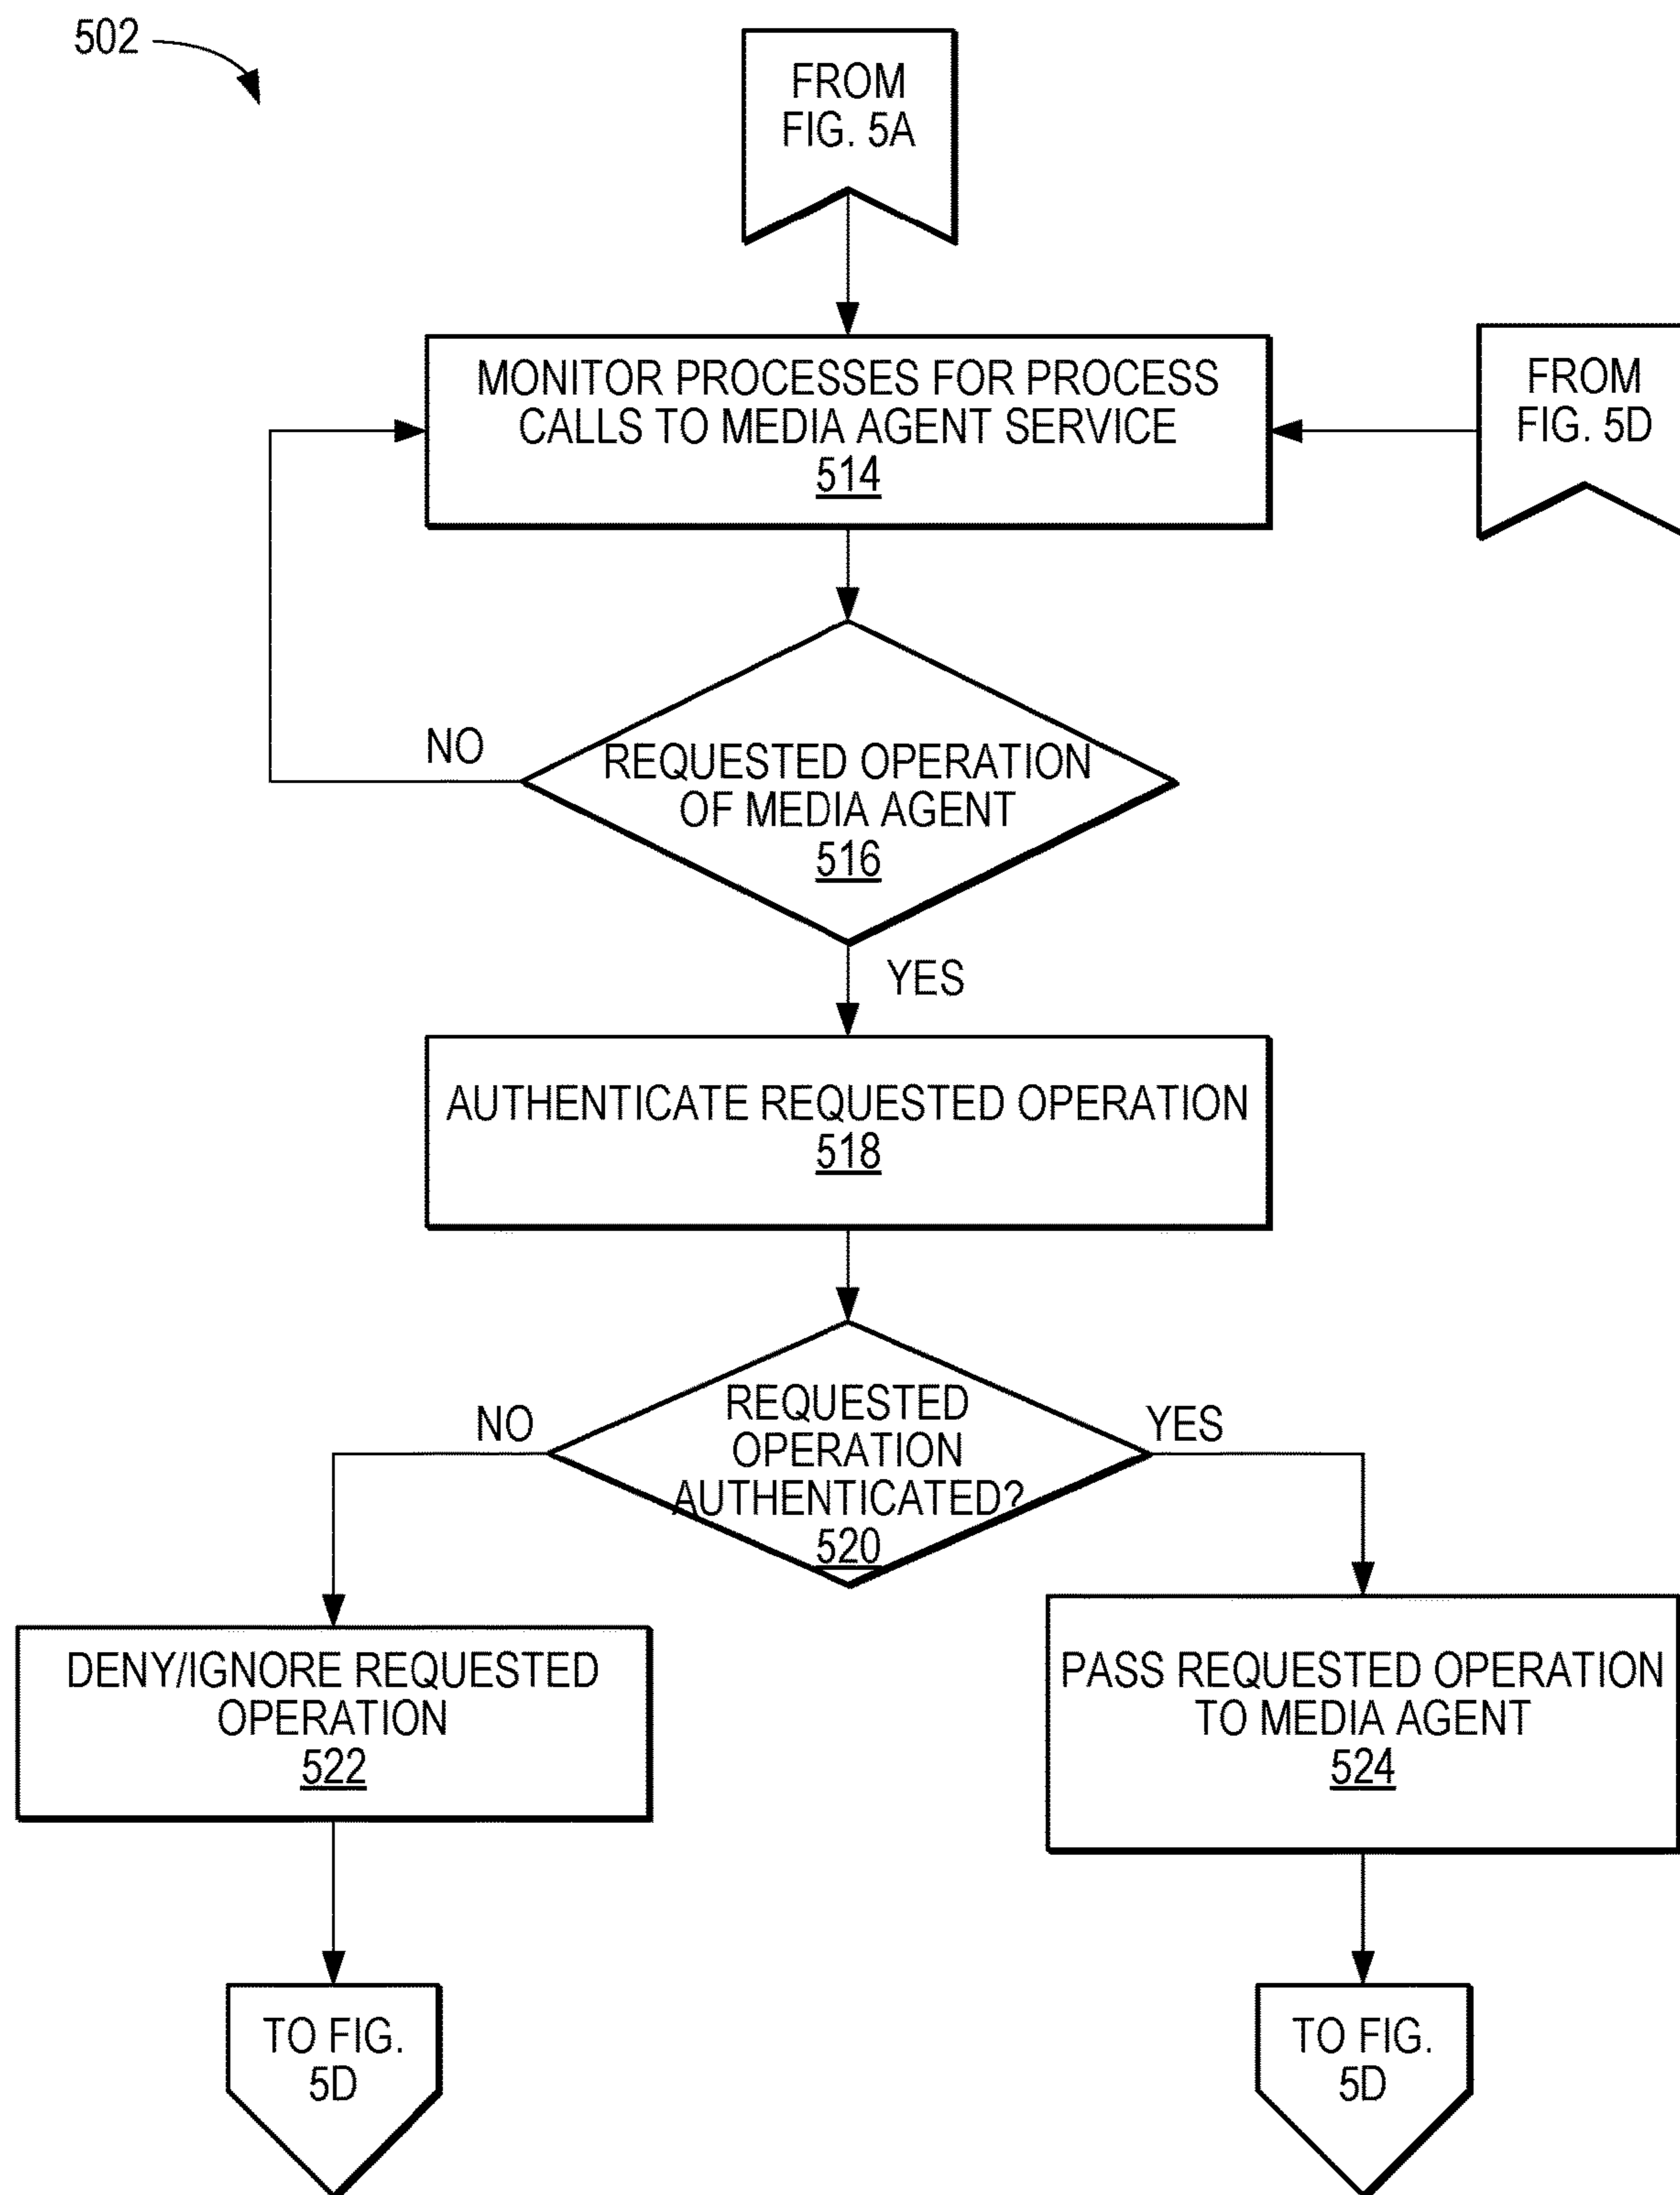 502
FROM
FIG. 5A
MONITOR PROCESSES FOR PROCESS
CALLS TO MEDIA AGENT SERVICE
514
FROM
FIG. 5D
NO
REQUESTED OPERATION
OF MEDIA AGENT
516
YES
AUTHENTICATE REQUESTED OPERATION
518
NO
REQUESTED
OPERATION
AUTHENTICATED?
520
YES
DENY/IGNORE REQUESTED
OPERATION
522
PASS REQUESTED OPERATION
TO MEDIA AGENT
524
TO FIG.
5D
TO FIG.
5D